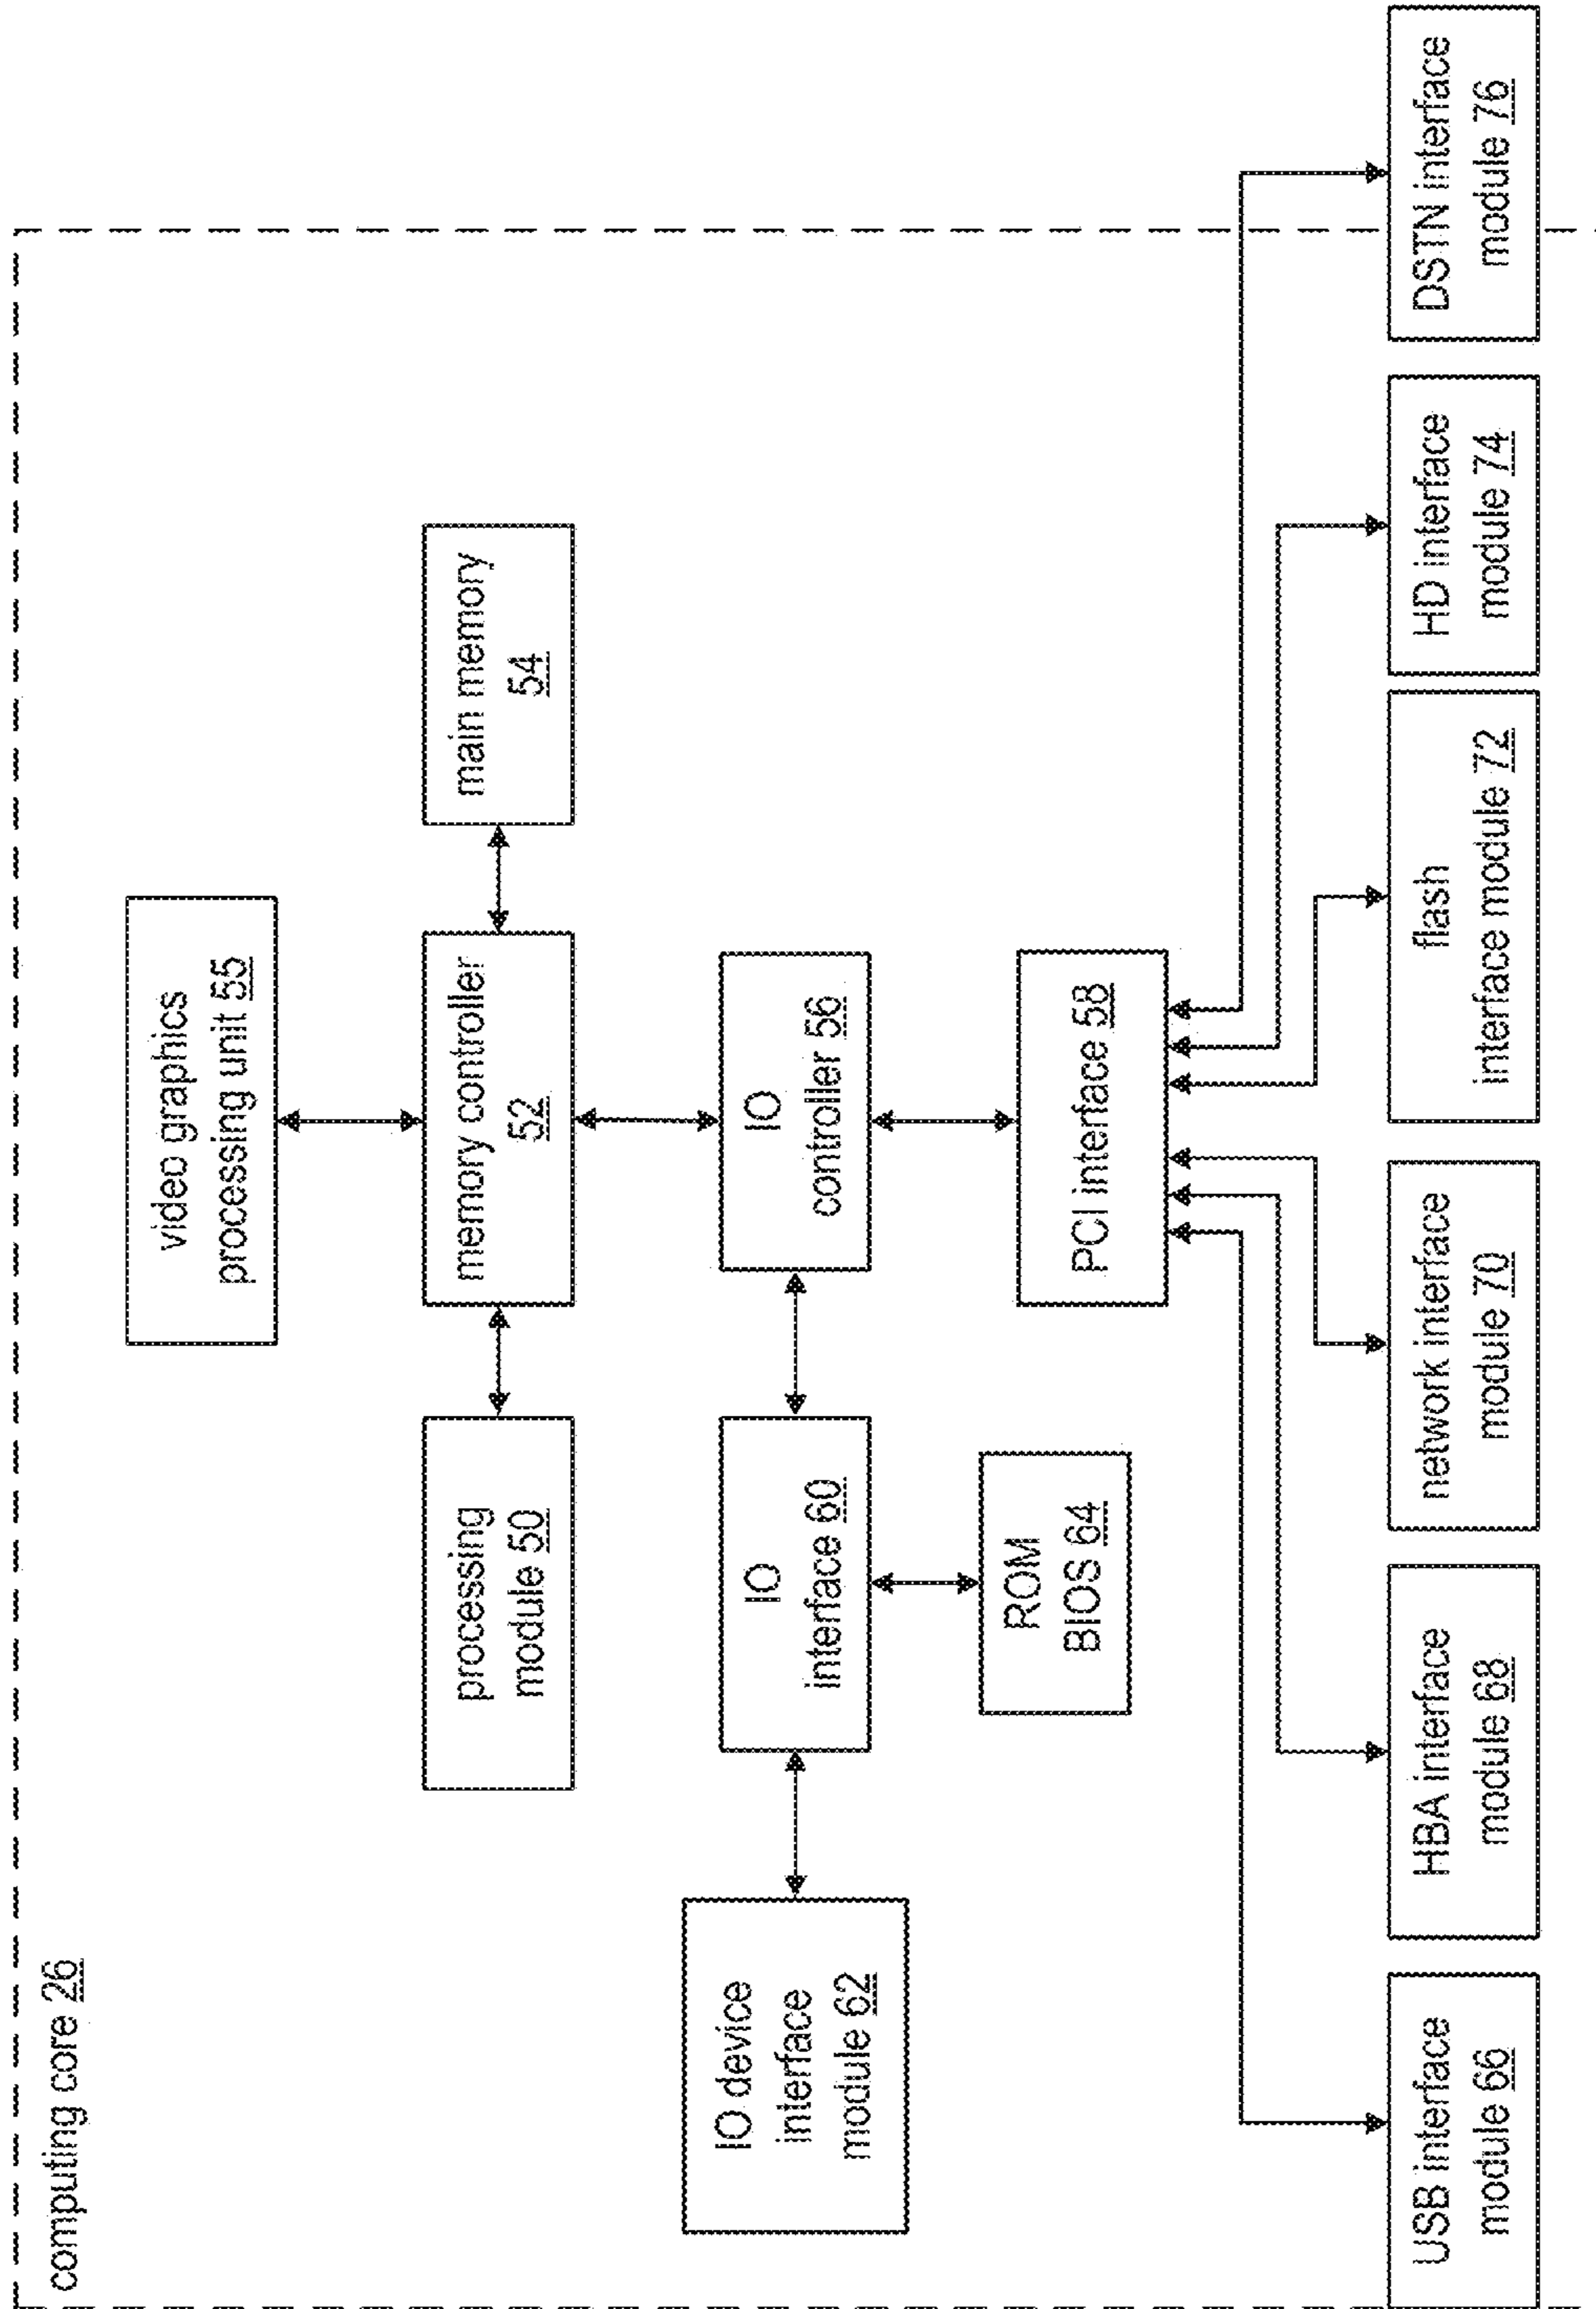 computing core 26
video graphics
processing unit 55
processing
module 50
memory controller
52
main memory
54
IO device
interface
module 62
IO
interface 60
IO
controller 56
ROM
BIOS 64
PCI interface 58
USB interface
module 66
HBA interface
module 68
network interface
module 70
flash
interface module 72
HD interface
module 74
DSTN interface
module 76